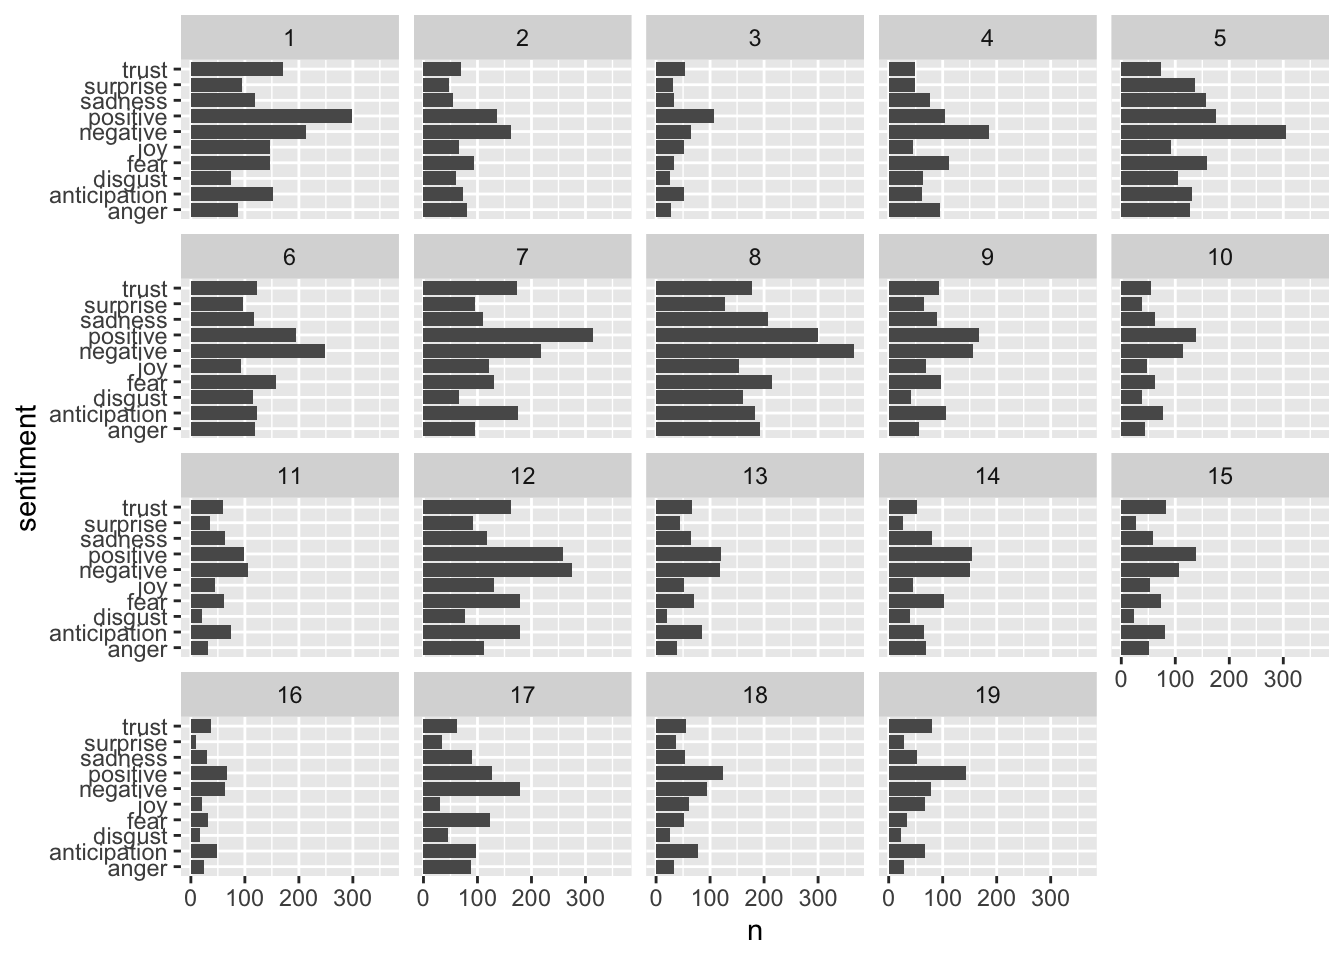 1 2 3 4 5
trust
surprise
sadness
positive
negative
joy
fear
disgust
anticipation
anger
6 7 8 9 10
trust
surprise
sadness
positive
negative
joy
fear
disgust
anticipation
anger
11 12 13 14 15
trust
surprise
sadness
positive
negative
joy
fear
disgust
anticipation
anger
0 100 200 300
16 17 18 19
trust
surprise
sadness
positive
negative
joy
fear
disgust
anticipation
anger
0 100 200 300 0 100 200 300 0 100 200 300 0 100 200 300
n
sentiment